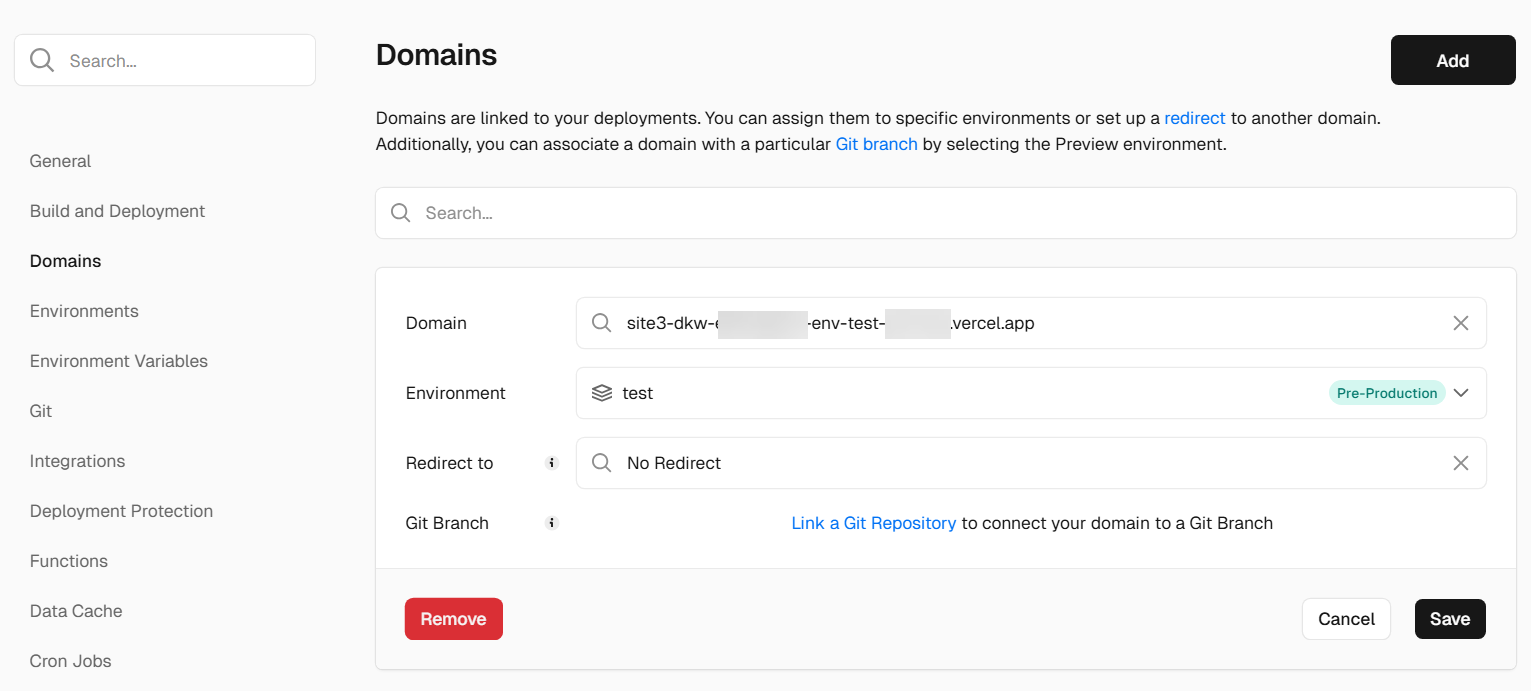 Search...
General
Build and Deployment
Domains
Environments
Environment Variables
Git
Integrations
Deployment Protection
Functions
Data Cache
Cron Jobs
Domains
Add
Domains are linked to your deployments. You can assign them to specific environments or set up a redirect to another domain.
Additionally, you can associate a domain with a particular Git branch by selecting the Preview environment.
Search...
Domain
site3-dkw- -env-test- .vercel.app
Environment
test
Pre-Production
Redirect to
No Redirect
Git Branch
Link a Git Repository to connect your domain to a Git Branch
Remove
Cancel
Save